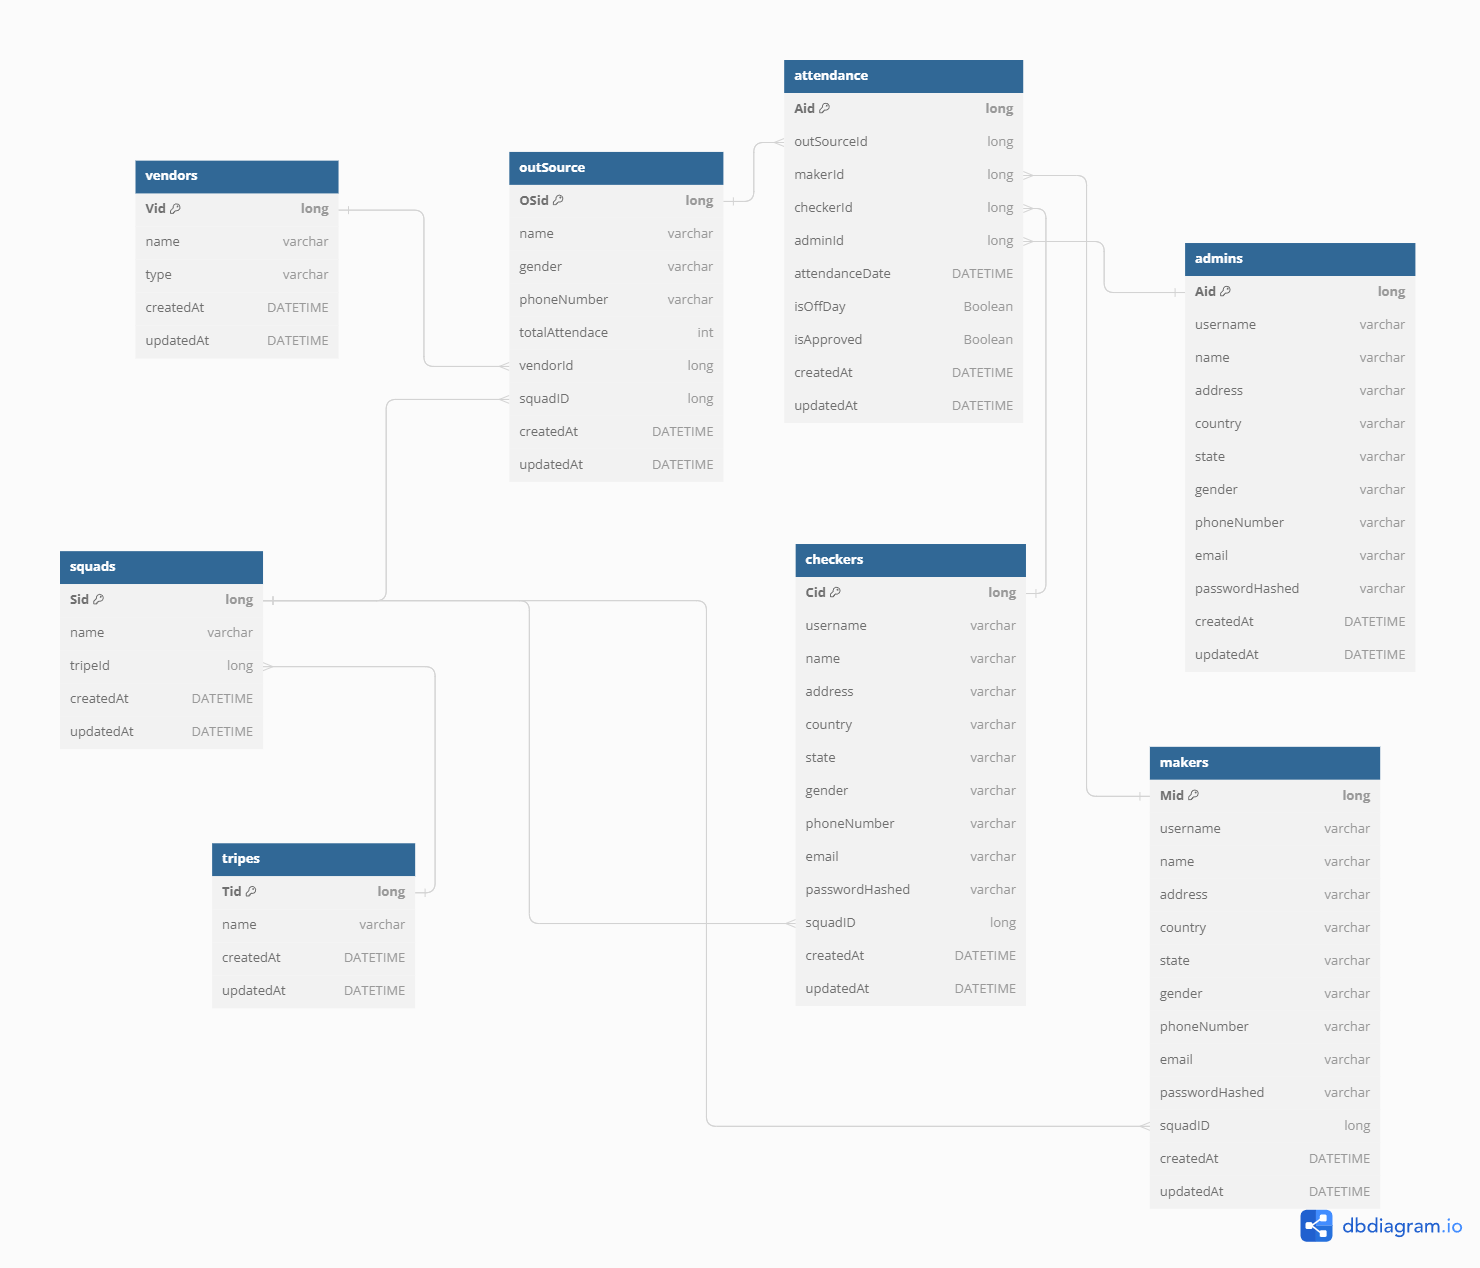 attendance
Aid long
outSourceId long
makerId long
checkerId long
adminId long
attendanceDate DATETIME
isOffDay Boolean
isApproved Boolean
createdAt DATETIME
updatedAt DATETIME
vendors
Vid long
name varchar
type varchar
createdAt DATETIME
updatedAt DATETIME
outSource
OSid long
name varchar
gender varchar
phoneNumber varchar
totalAttendace int
vendorId long
squadID long
createdAt DATETIME
updatedAt DATETIME
admins
Aid long
username varchar
name varchar
address varchar
country varchar
state varchar
gender varchar
phoneNumber varchar
email varchar
passwordHashed varchar
createdAt DATETIME
updatedAt DATETIME
squads
Sid long
name varchar
tripeId long
createdAt DATETIME
updatedAt DATETIME
checkers
Cid long
username varchar
name varchar
address varchar
country varchar
state varchar
gender varchar
phoneNumber varchar
email varchar
passwordHashed varchar
squadID long
createdAt DATETIME
updatedAt DATETIME
makers
Mid long
username varchar
name varchar
address varchar
country varchar
state varchar
gender varchar
phoneNumber varchar
email varchar
passwordHashed varchar
squadID long
createdAt DATETIME
updatedAt DATETIME
tripes
Tid long
name varchar
createdAt DATETIME
updatedAt DATETIME
dbdiagram.io